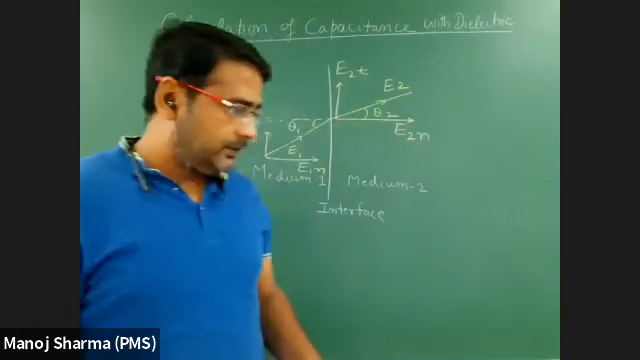 Calculation of Capacitance with Dielectric
E2t
E2
θ1
θ2
E1
E1n
E2n
Medium-1
Medium-2
Interface
Manoj Sharma (PMS)